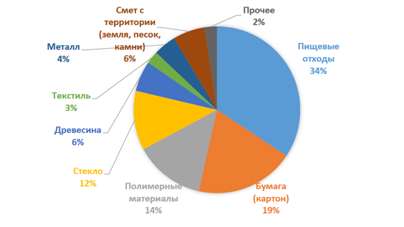 Смет с
территории
(земля, песок,
камни)
6%
Прочее
2%
Пищевые
отходы
34%
Металл
4%
Текстиль
3%
Древесина
6%
Стекло
12%
Полимерные
материалы
14%
Бумага
(картон)
19%